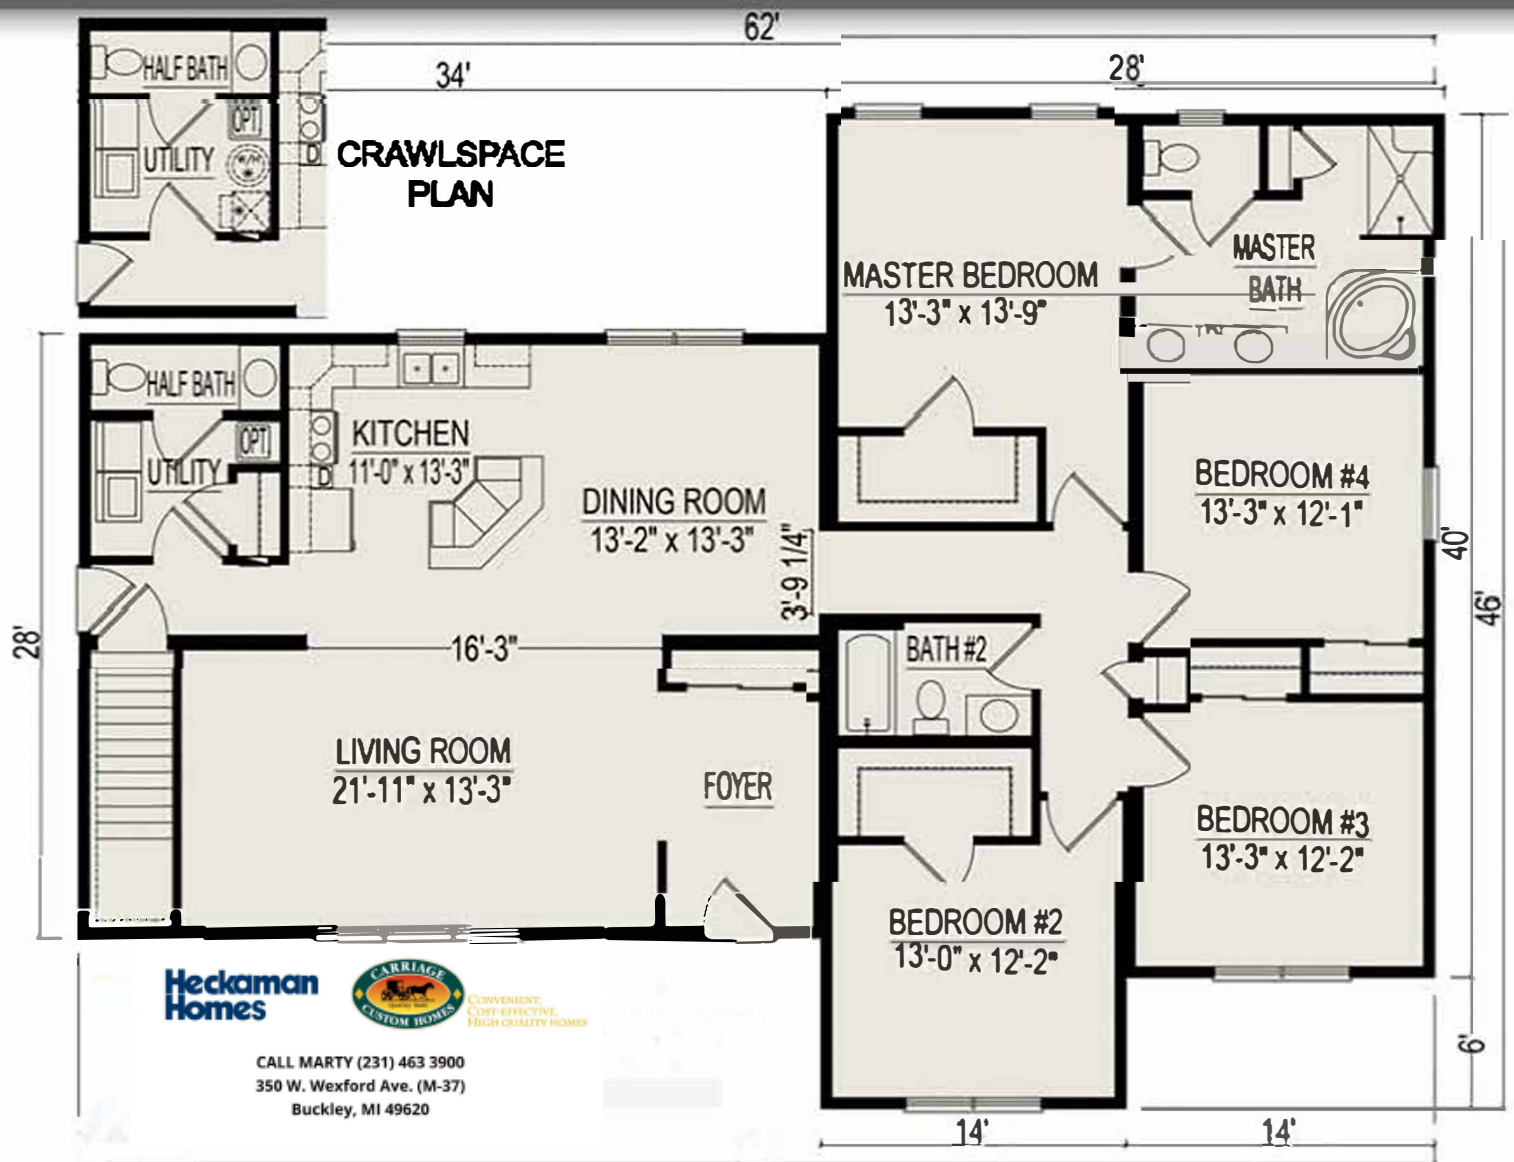 62'
34'
28'
HALF BATH
OPT
UTILITY
W/H
CRAWLSPACE
PLAN
MASTER BEDROOM
13'-3" x 13'-9"
MASTER
BATH
HALF BATH
OPT
UTILITY
KITCHEN
11'-0" x 13'-3"
DINING ROOM
13'-2" x 13'-3"
3'-9 1/4"
BEDROOM #4
13'-3" x 12'-1"
40'
46'
28'
16'-3"
BATH #2
LIVING ROOM
21'-11" x 13'-3"
FOYER
BEDROOM #3
13'-3" x 12'-2"
BEDROOM #2
13'-0" x 12'-2"
6'
14'
14'
Heckaman
Homes
CARRIAGE
Quality Built
CUSTOM HOMES
CONVENIENT,
COST-EFFECTIVE,
HIGH QUALITY HOMES
CALL MARTY (231) 463 3900
350 W. Wexford Ave. (M-37)
Buckley, MI 49620